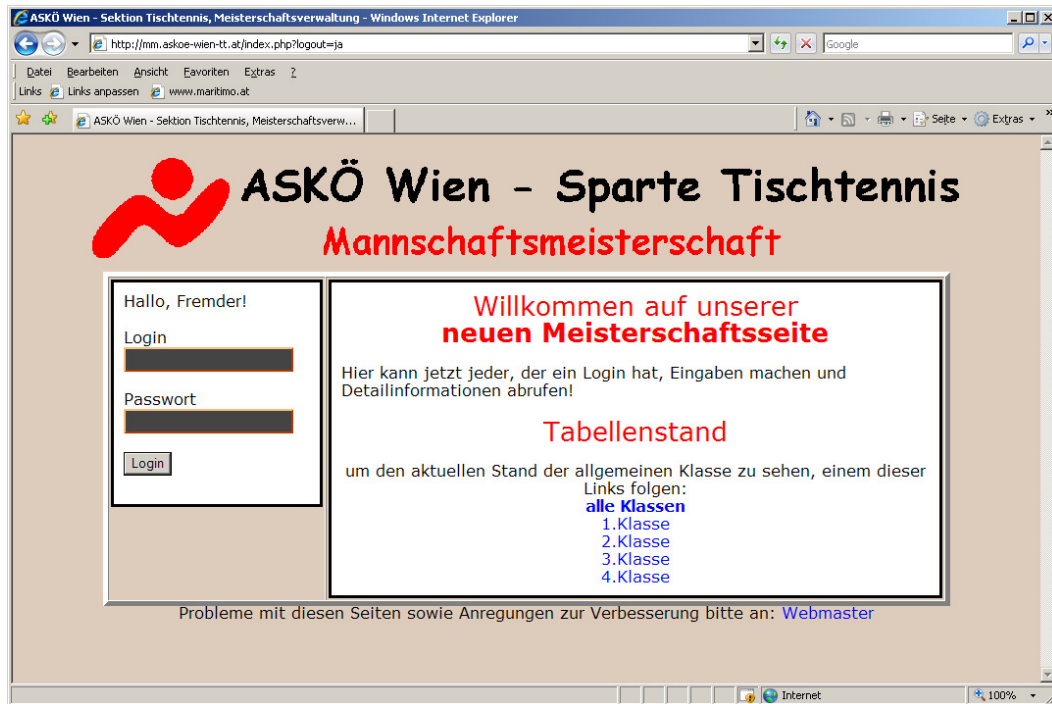 ASKÖ Wien - Sektion Tischtennis, Meisterschaftsverwaltung - Windows Internet Explorer
http://mm.askoe-wien-tt.at/index.php?logout=ja
Google
Datei Bearbeiten Ansicht Favoriten Extras ?
Links Links anpassen www.maritimo.at
ASKÖ Wien - Sektion Tischtennis, Meisterschaftsverw...
Seite Extras »
ASKÖ Wien - Sparte Tischtennis
Mannschaftsmeisterschaft
Hallo, Fremder!
Login
Passwort
Login
Willkommen auf unserer
neuen Meisterschaftsseite
Hier kann jetzt jeder, der ein Login hat, Eingaben machen und
Detailinformationen abrufen!
Tabellenstand
um den aktuellen Stand der allgemeinen Klasse zu sehen, einem dieser
Links folgen:
alle Klassen
1.Klasse
2.Klasse
3.Klasse
4.Klasse
Probleme mit diesen Seiten sowie Anregungen zur Verbesserung bitte an: Webmaster
Internet
100%